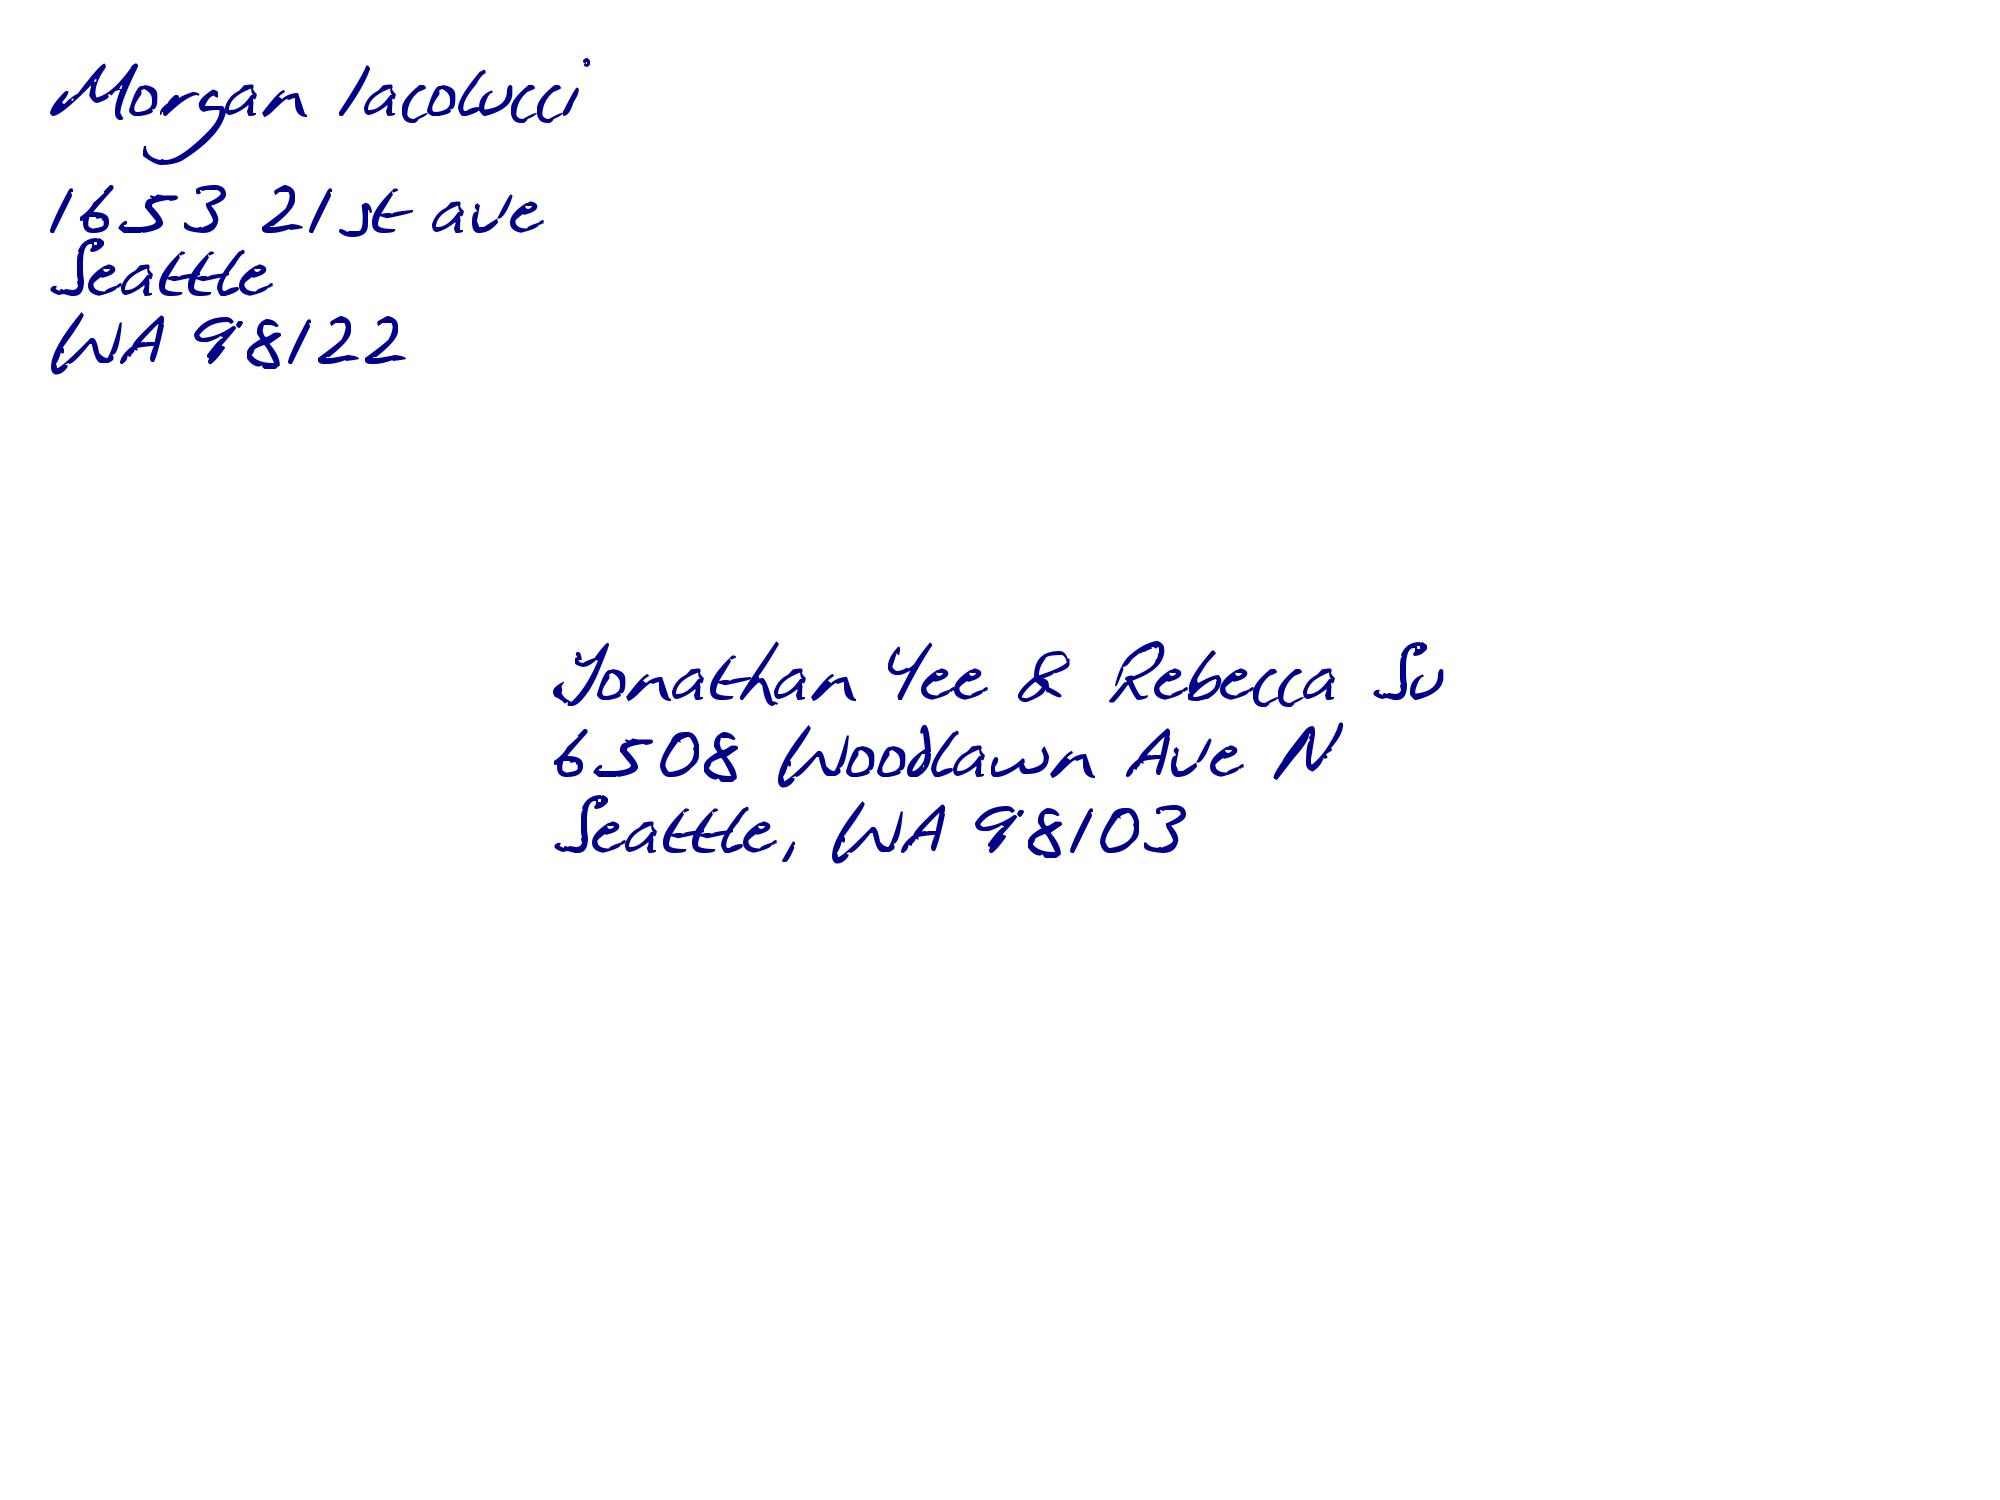 Morgan Iacolucci
1653 21st ave
Seattle
WA 98122
Jonathan Yee & Rebecca Su
6508 Woodlawn Ave N
Seattle, WA 98103